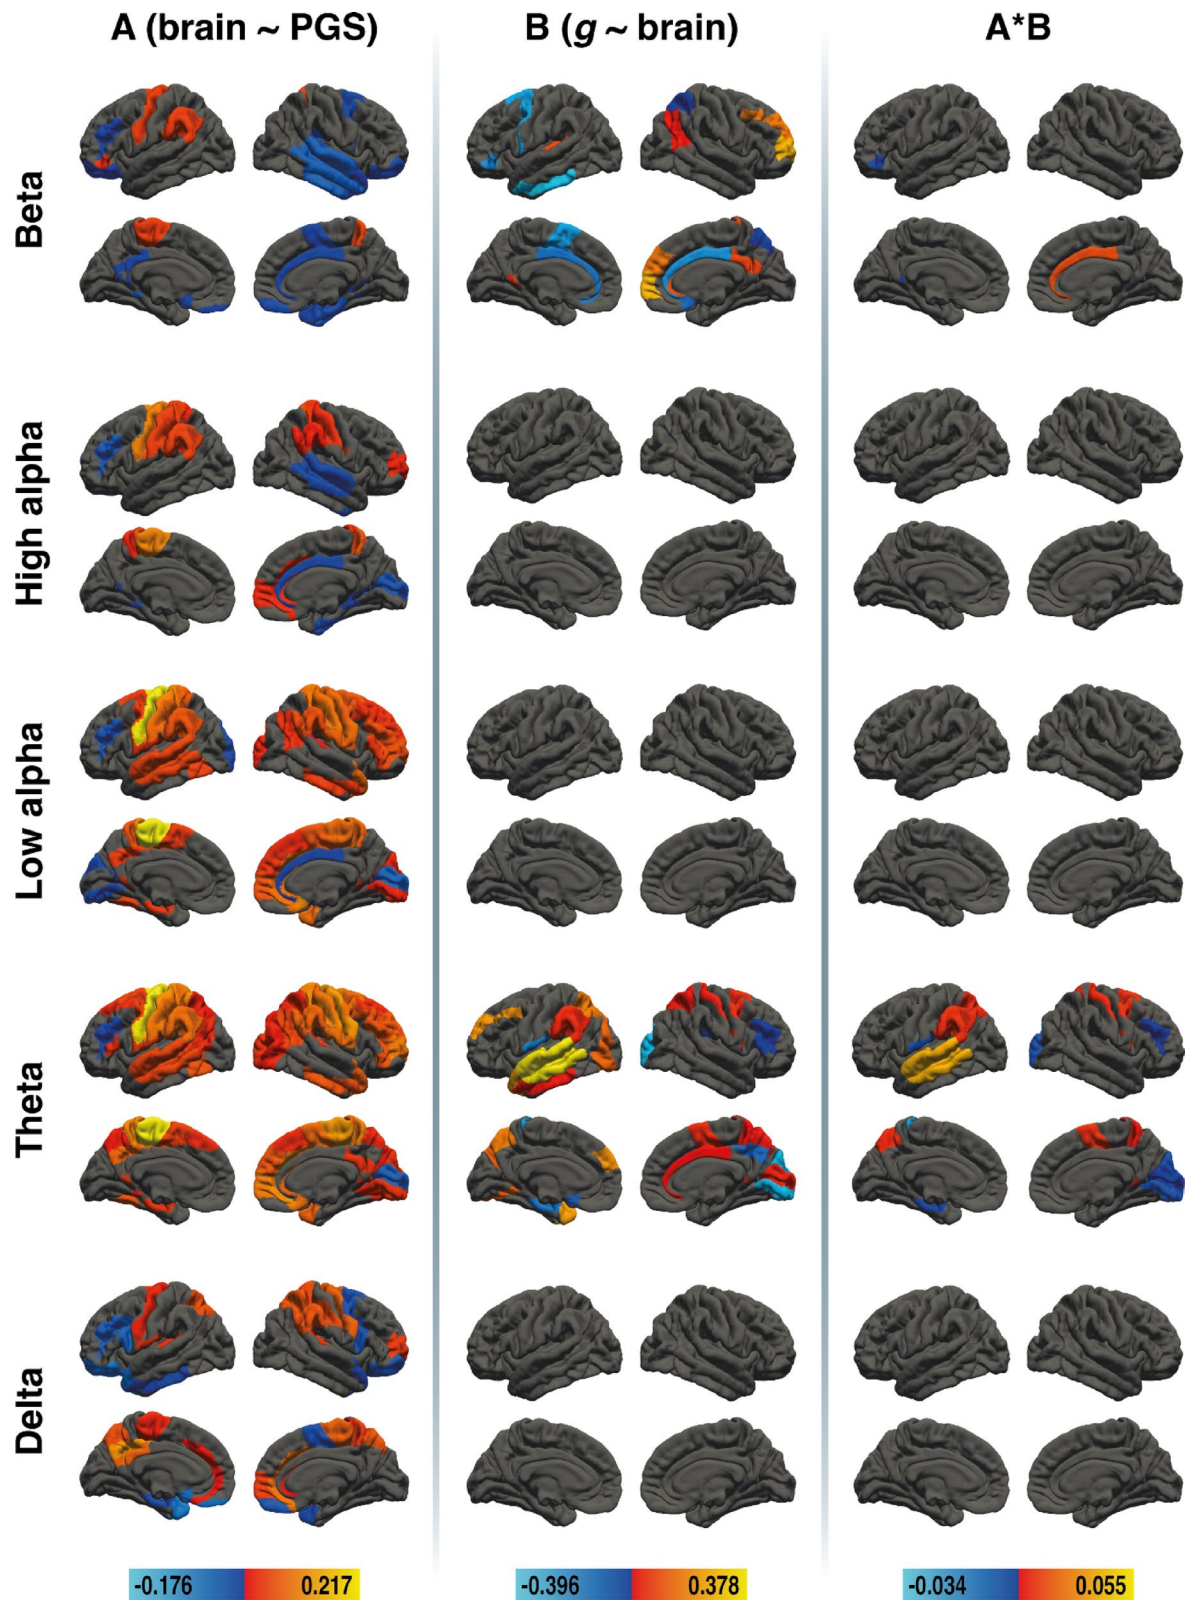 A (brain ~ PGS)
B (g ~ brain)
A*B
Beta
High alpha
Low alpha
Theta
Delta
-0.176 0.217
-0.396 0.378
-0.034 0.055